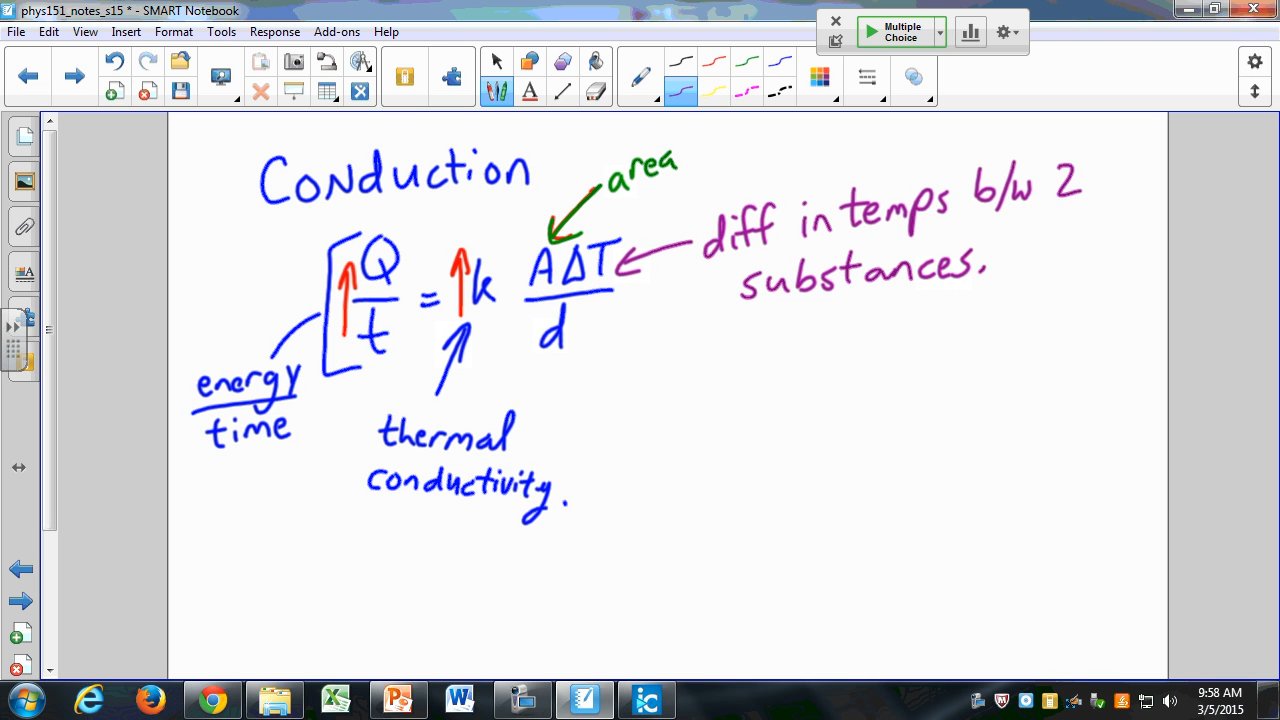 phys151_notes_s15 * - SMART Notebook
File Edit View Insert Format Tools Response Add-ons Help
Multiple
Choice
Conduction
area
diff in temps b/w 2
substances.
Q/t = k AΔT/d
energy
time
thermal
conductivity.
9:58 AM
3/5/2015